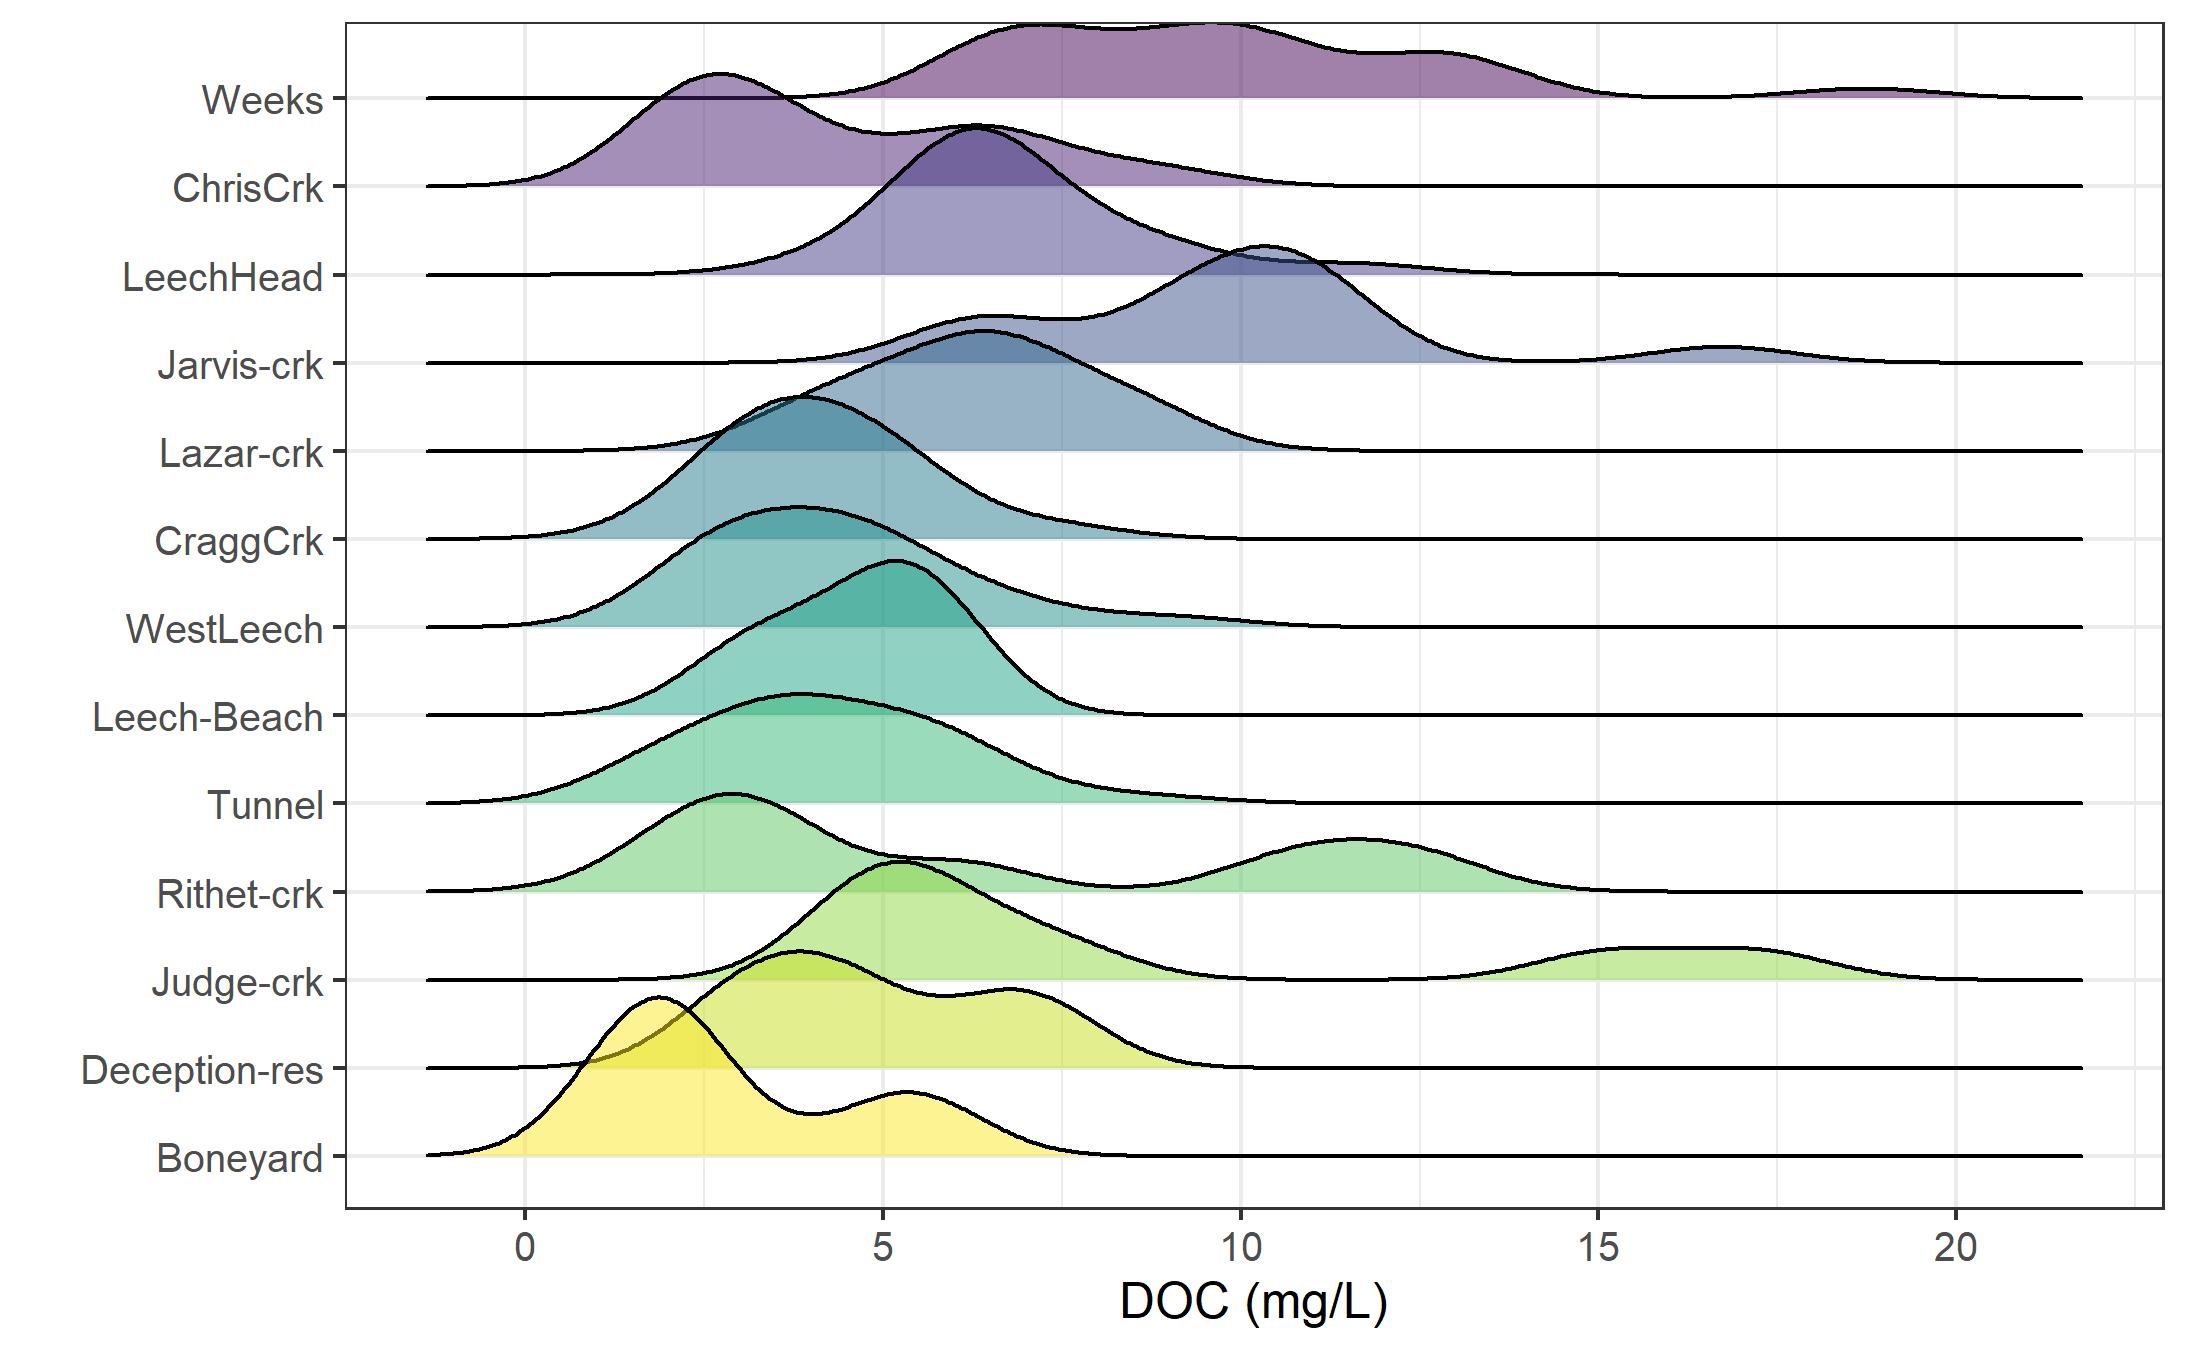 Weeks
ChrisCrk
LeechHead
Jarvis-crk
Lazar-crk
CraggCrk
WestLeech
Leech-Beach
Tunnel
Rithet-crk
Judge-crk
Deception-res
Boneyard
0 5 10 15 20
DOC (mg/L)